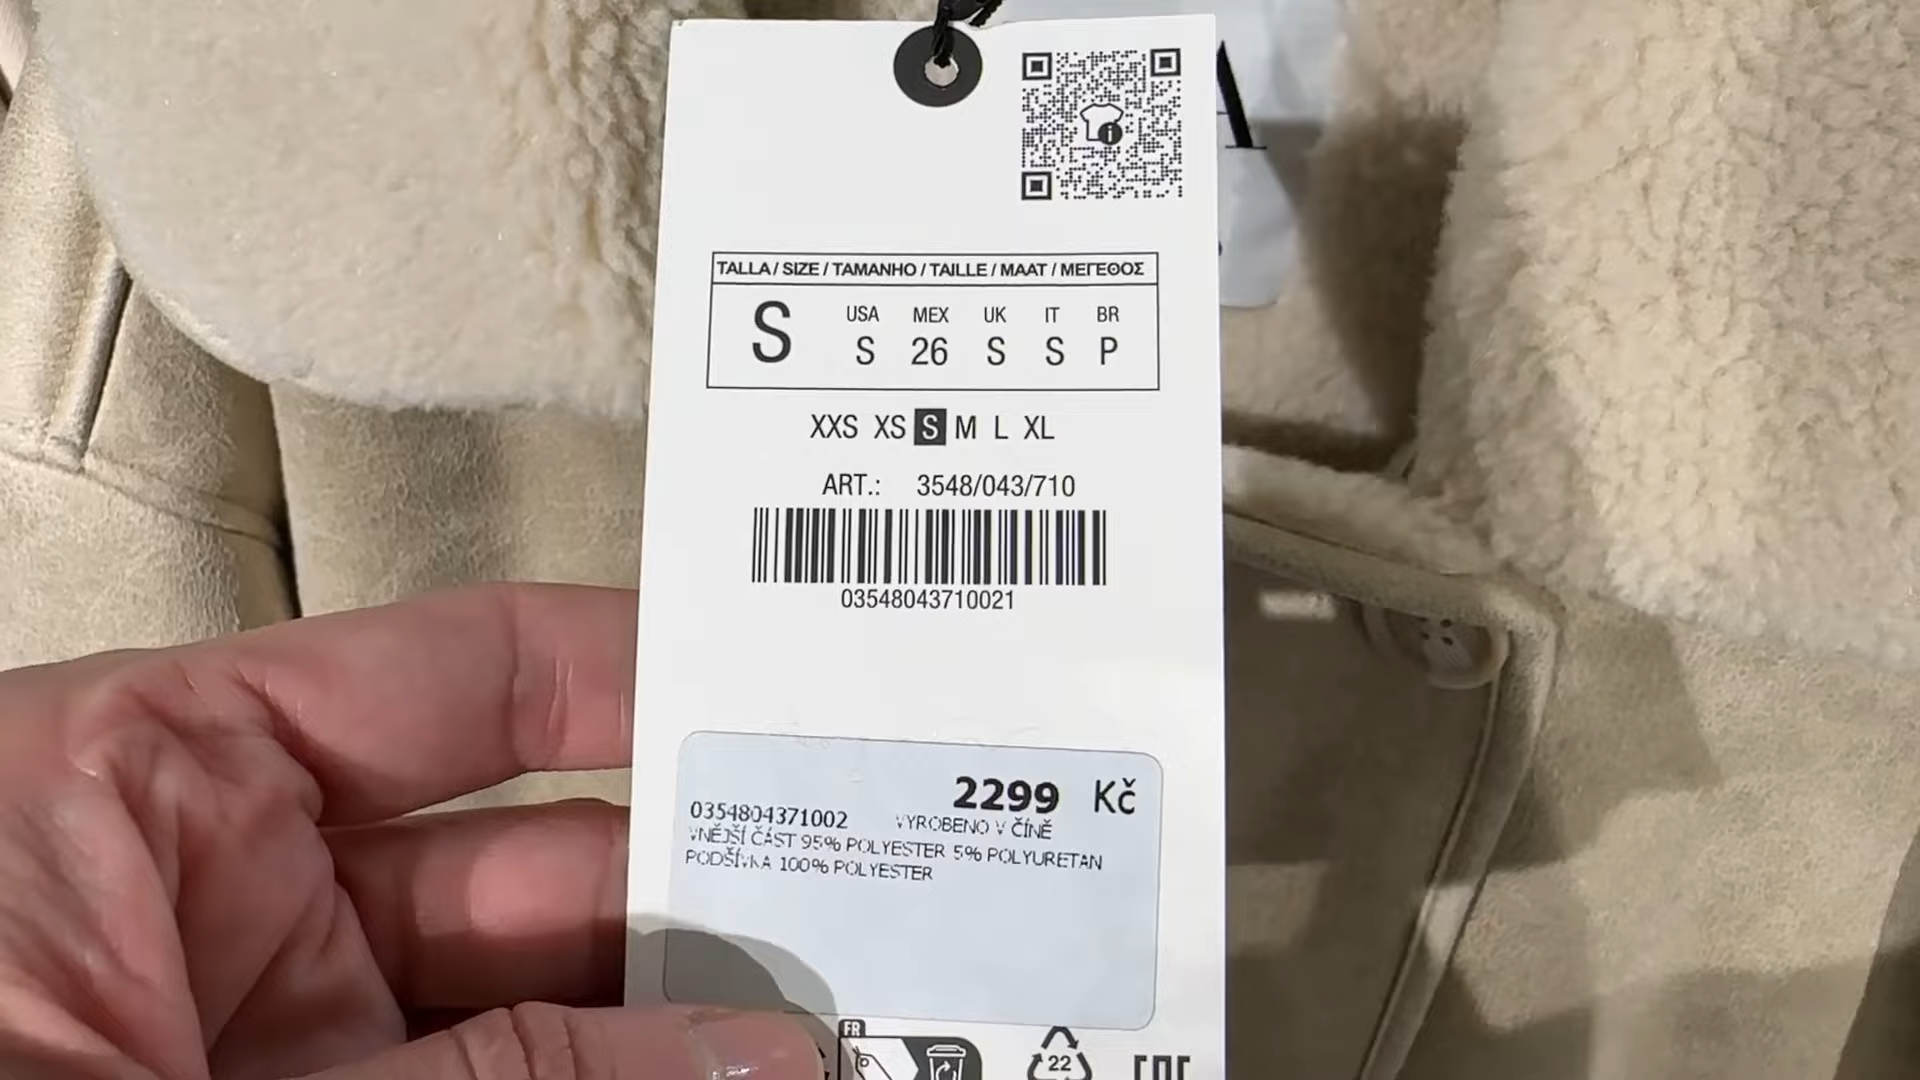 A
TALLA / SIZE / TAMANHO / TAILLE / MAAT / ΜΕΓΕΘΟΣ
S
USA MEX UK IT BR
S 26 S S P
XXS XS S M L XL
ART.: 3548/043/710
03548043710021
2299 Kč
0354804371002 VYROBENO V ČÍNĚ
VNĚJŠÍ ČÁST 95% POLYESTER 5% POLYURETAN
PODŠÍVKA 100% POLYESTER
FR
22